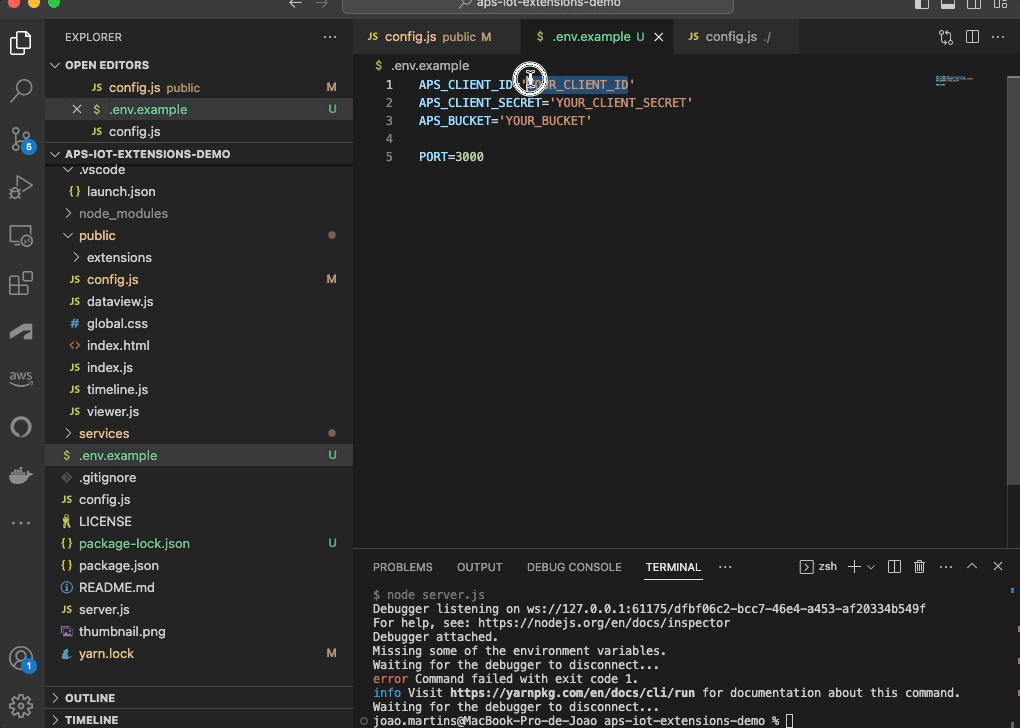 aps-iot-extensions-demo
EXPLORER
OPEN EDITORS
JS config.js public M
$ .env.example U
JS config.js
APS-IOT-EXTENSIONS-DEMO
.vscode
{} launch.json
node_modules
public
extensions
JS config.js M
JS dataview.js
# global.css
<> index.html
JS index.js
JS timeline.js
JS viewer.js
services
$ .env.example U
.gitignore
JS config.js
LICENSE
{} package-lock.json U
{} package.json
README.md
JS server.js
thumbnail.png
yarn.lock M
OUTLINE
TIMELINE
5
aws
1
JS config.js public M
$ .env.example U
JS config.js ./
$ .env.example
1 APS_CLIENT_ID UR_CLIENT_ID'
2 APS_CLIENT_SECRET='YOUR_CLIENT_SECRET'
3 APS_BUCKET='YOUR_BUCKET'
4
5 PORT=3000
PROBLEMS OUTPUT DEBUG CONSOLE TERMINAL
zsh
$ node server.js
Debugger listening on ws://127.0.0.1:61175/dfbf06c2-bcc7-46e4-a453-af20334b549f
For help, see: https://nodejs.org/en/docs/inspector
Debugger attached.
Missing some of the environment variables.
Waiting for the debugger to disconnect...
error Command failed with exit code 1.
info Visit https://yarnpkg.com/en/docs/cli/run for documentation about this command.
Waiting for the debugger to disconnect...
joao.martins@MacBook-Pro-de-Joao aps-iot-extensions-demo %